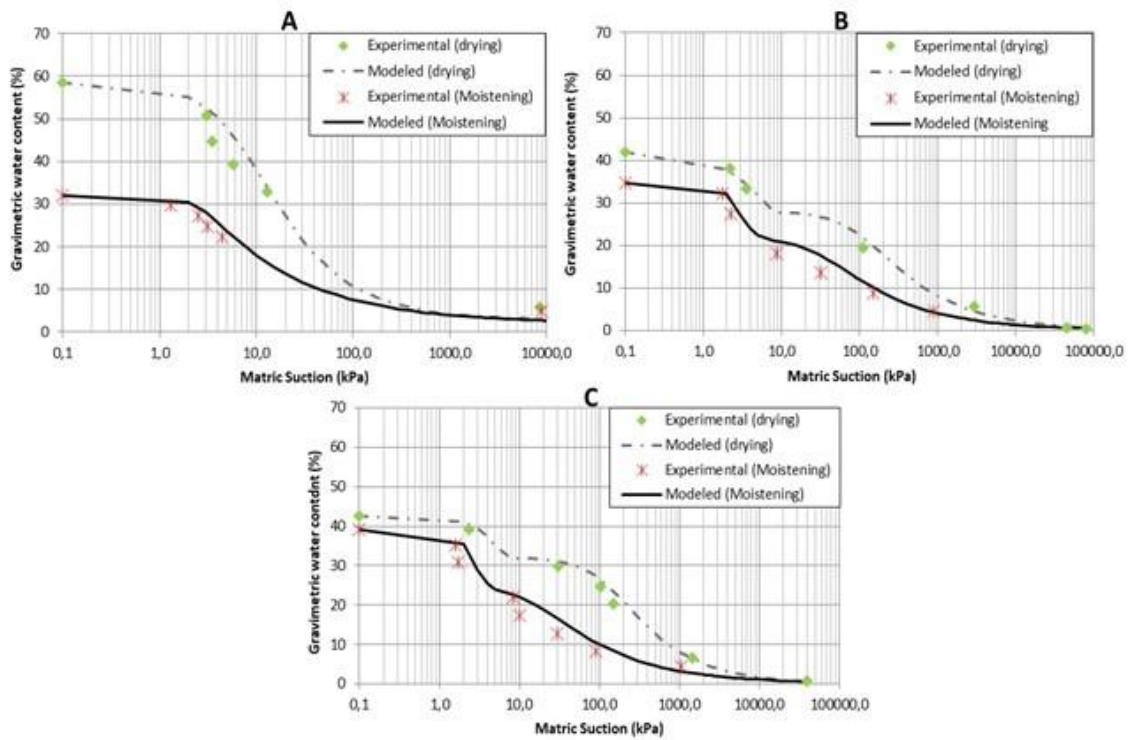 A
Gravimetric water content (%)
70
60
50
40
30
20
10
0
Experimental (drying)
Modeled (drying)
Experimental (Moistening)
Modeled (Moistening)
0,1 1,0 10,0 100,0 1000,0 10000,0
Matric Suction (kPa)
B
Gravimetric water content (%)
70
60
50
40
30
20
10
0
Experimental (drying)
Modeled (drying)
Experimental (Moistening)
Modeled (Moistening
0,1 1,0 10,0 100,0 1000,0 10000,0 100000,0
Matric Suction (kPa)
C
Gravimetric water contdnt (%)
70
60
50
40
30
20
10
0
Experimental (drying)
Modeled (drying)
Experimental (Moistening)
Modeled (Moistening)
0,1 1,0 10,0 100,0 1000,0 10000,0 100000,0
Matric Suction (kPa)